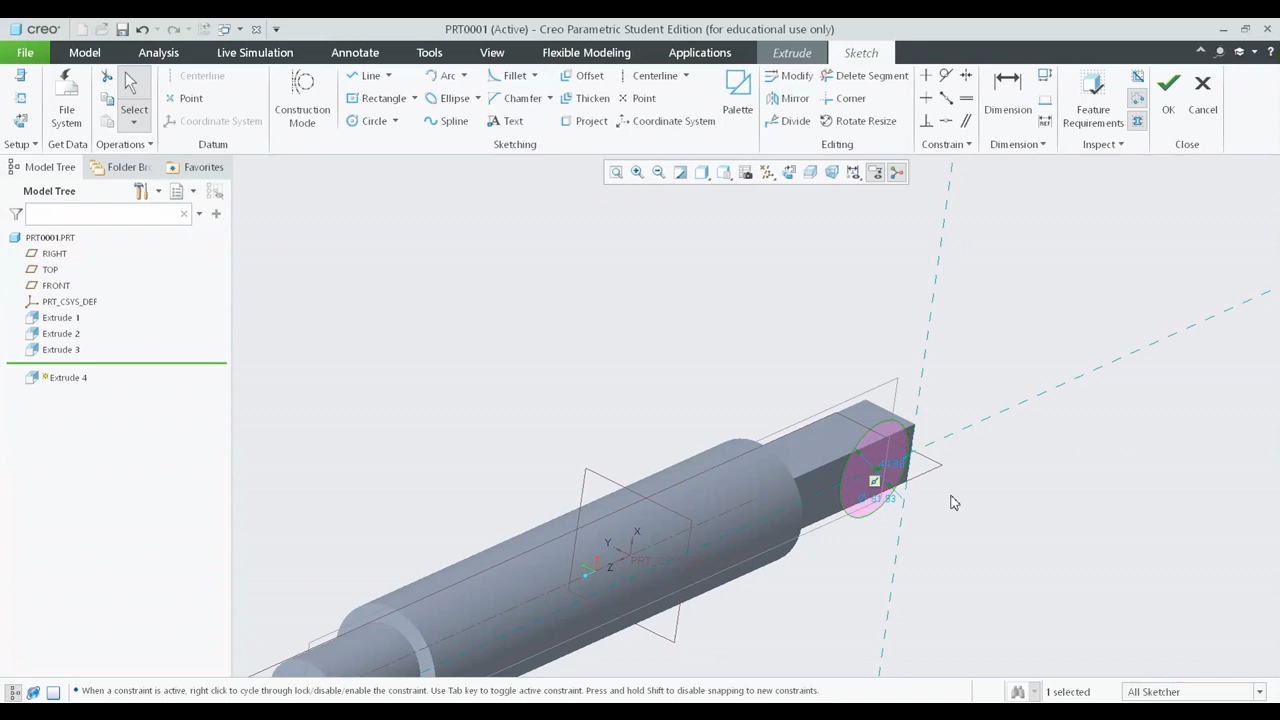 creo PRT0001 (Active) - Creo Parametric Student Edition (for educational use only)
File Model Analysis Live Simulation Annotate Tools View Flexible Modeling Applications Extrude Sketch
Centerline Line Arc Fillet Offset Centerline Modify Delete Segment
Point Rectangle Ellipse Chamfer Thicken Point Mirror Corner
File System Select Coordinate System Construction Mode Circle Spline Text Project Coordinate System Palette Divide Rotate Resize Dimension Feature Requirements OK Cancel
Setup Get Data Operations Datum Sketching Editing Constrain Dimension Inspect Close
Model Tree Folder Br Favorites
Model Tree
PRT0001.PRT
RIGHT
TOP
FRONT
PRT_CSYS_DEF
Extrude 1
Extrude 2
Extrude 3
Extrude 4
X
Y
Z
When a constraint is active, right click to cycle through lock/disable/enable the constraint. Use Tab key to toggle active constraint. Press and hold Shift to disable snapping to new constraints.
1 selected
All Sketcher